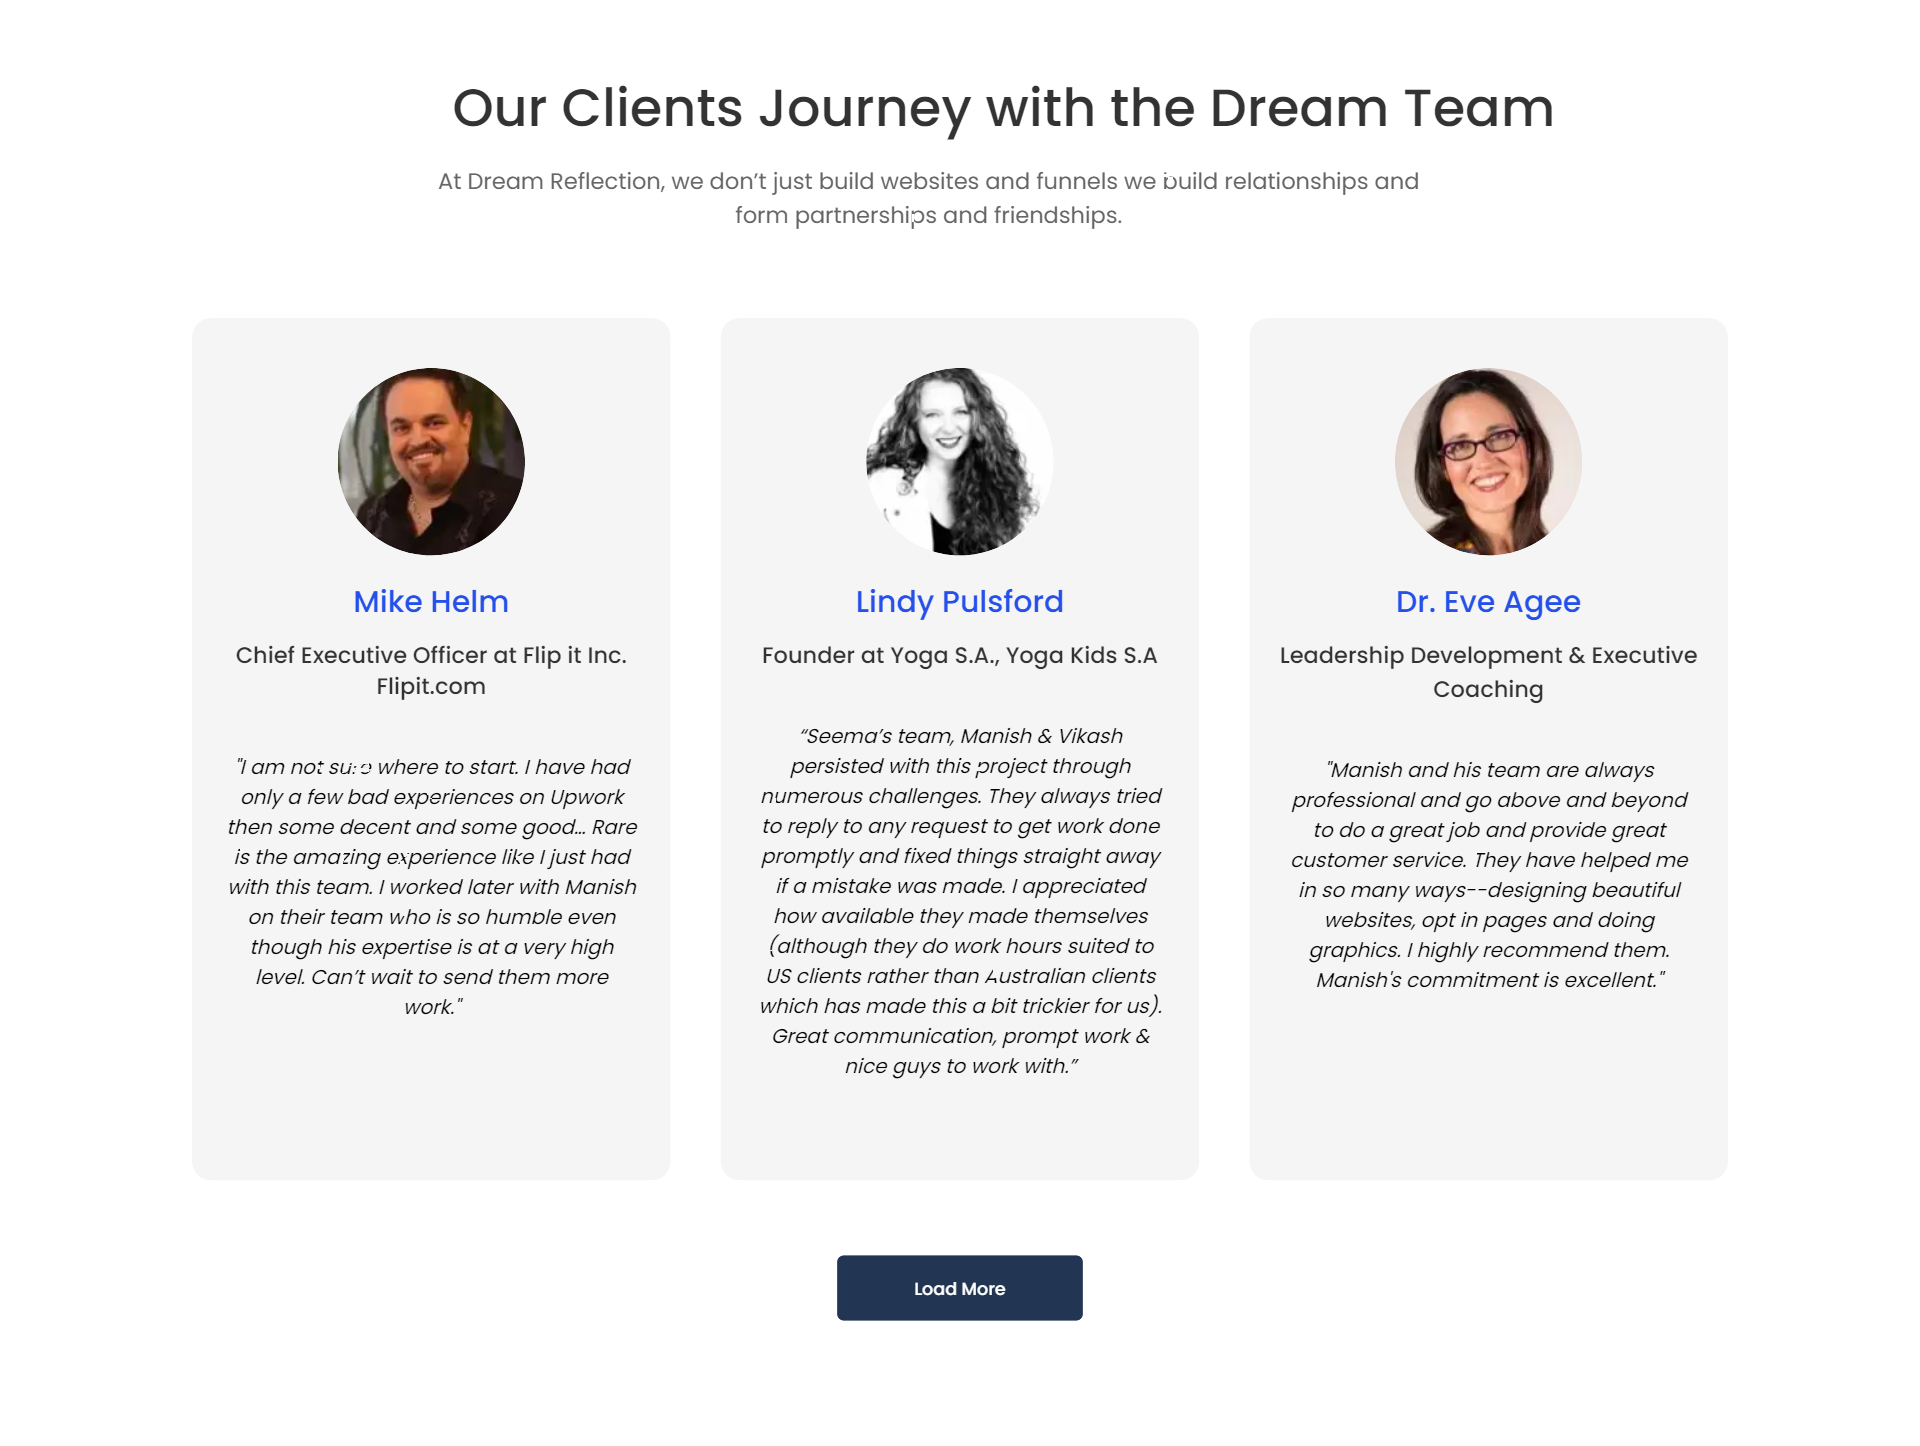 Our Clients Journey with the Dream Team
At Dream Reflection, we don’t just build websites and funnels we build relationships and
form partnerships and friendships.
Mike Helm
Chief Executive Officer at Flip it Inc.
Flipit.com
"I am not sure where to start. I have had
only a few bad experiences on Upwork
then some decent and some good... Rare
is the amazing experience like I just had
with this team. I worked later with Manish
on their team who is so humble even
though his expertise is at a very high
level. Can’t wait to send them more
work."
Lindy Pulsford
Founder at Yoga S.A., Yoga Kids S.A
“Seema’s team, Manish & Vikash
persisted with this project through
numerous challenges. They always tried
to reply to any request to get work done
promptly and fixed things straight away
if a mistake was made. I appreciated
how available they made themselves
(although they do work hours suited to
US clients rather than Australian clients
which has made this a bit trickier for us).
Great communication, prompt work &
nice guys to work with.”
Dr. Eve Agee
Leadership Development & Executive
Coaching
"Manish and his team are always
professional and go above and beyond
to do a great job and provide great
customer service. They have helped me
in so many ways--designing beautiful
websites, opt in pages and doing
graphics. I highly recommend them.
Manish's commitment is excellent."
Load More